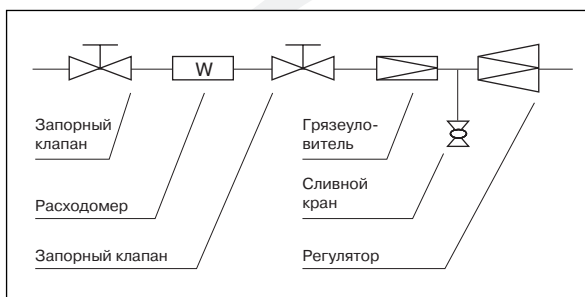 W
Запорный
клапан
Расходомер
Запорный клапан
Грязеуло-
витель
Сливной
кран
Регулятор